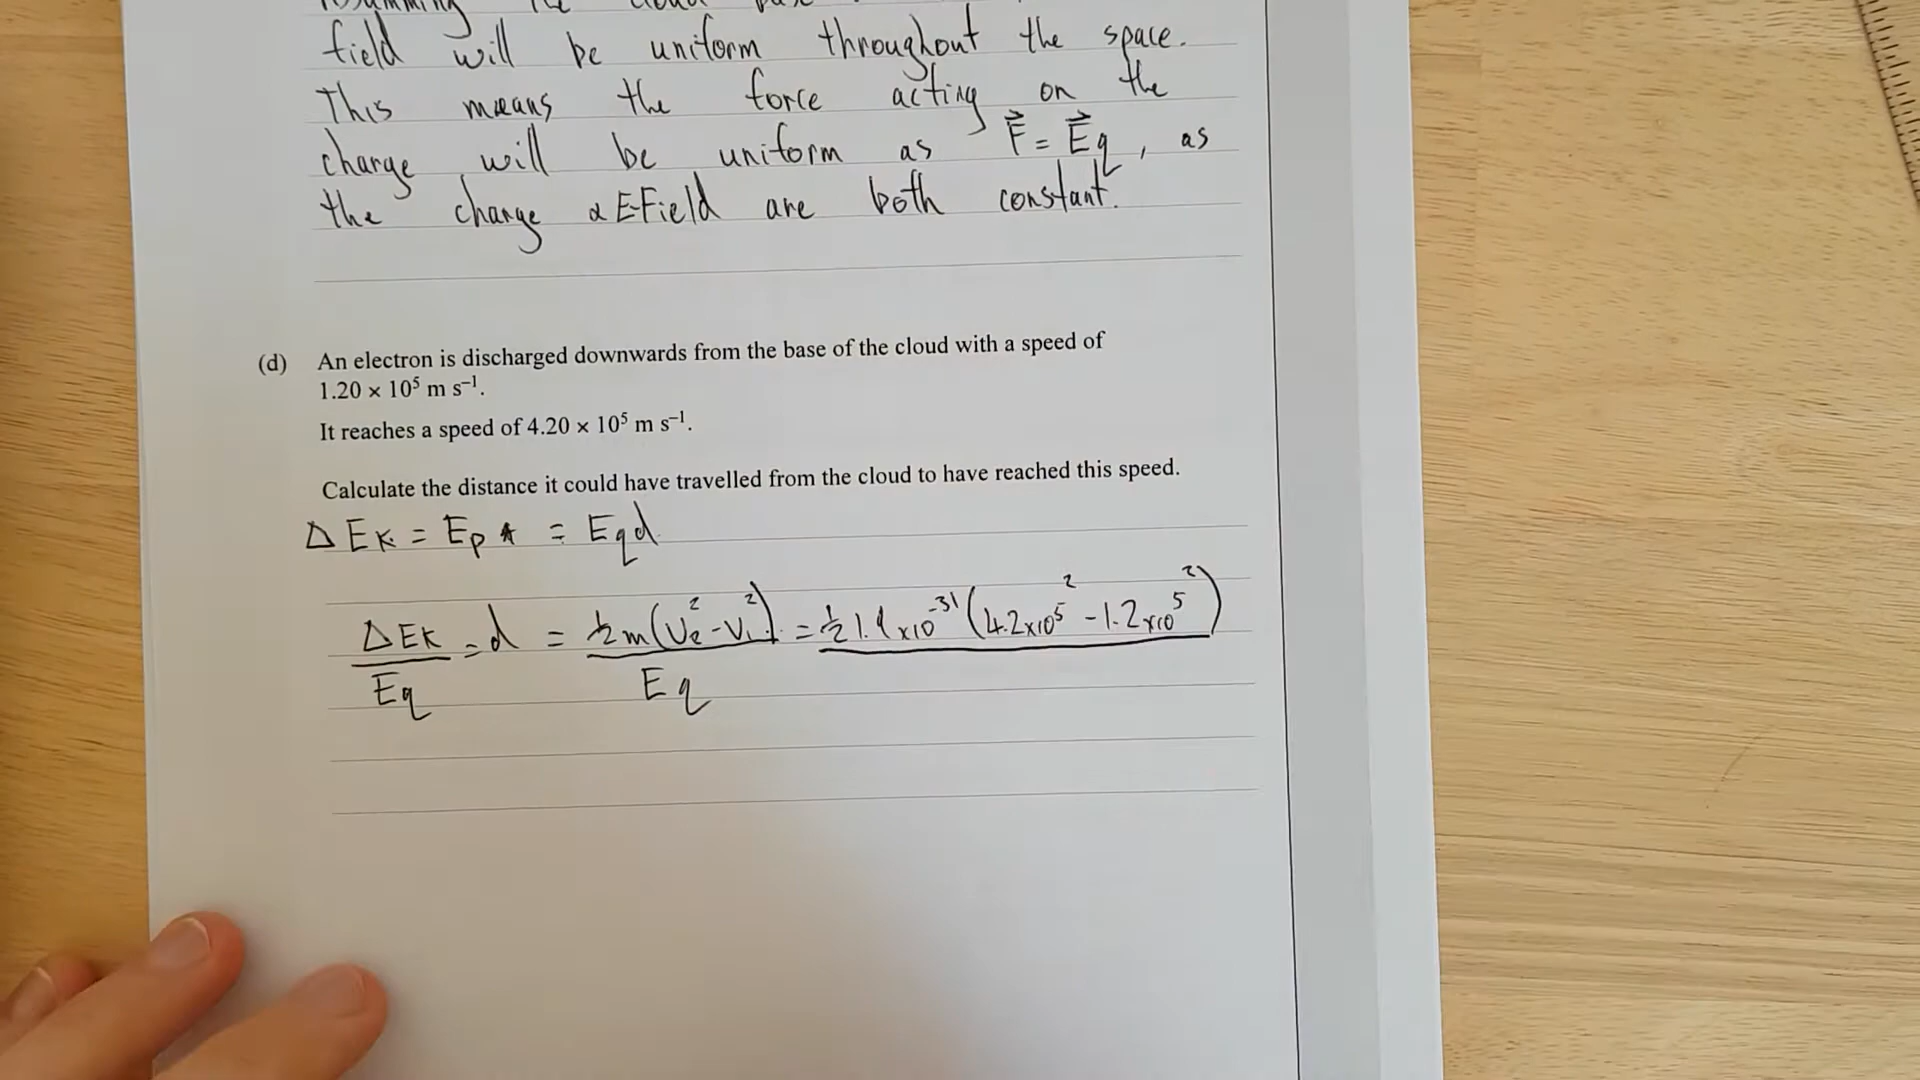 the cloud
field will be uniform throughout the space.
This means the force acting on the
charge will be uniform as F⃗ = E⃗q, as
the charge & E-Field are both constant.
(d) An electron is discharged downwards from the base of the cloud with a speed of
1.20 × 10⁵ m s⁻¹.
It reaches a speed of 4.20 × 10⁵ m s⁻¹.
Calculate the distance it could have travelled from the cloud to have reached this speed.
ΔEK = EP = Eqd
ΔEK/Eq = d = ½m(V₂² - V₁²)/Eq = ½ 1.9x10⁻³¹ (4.2x10⁵² - 1.2x10⁵²)